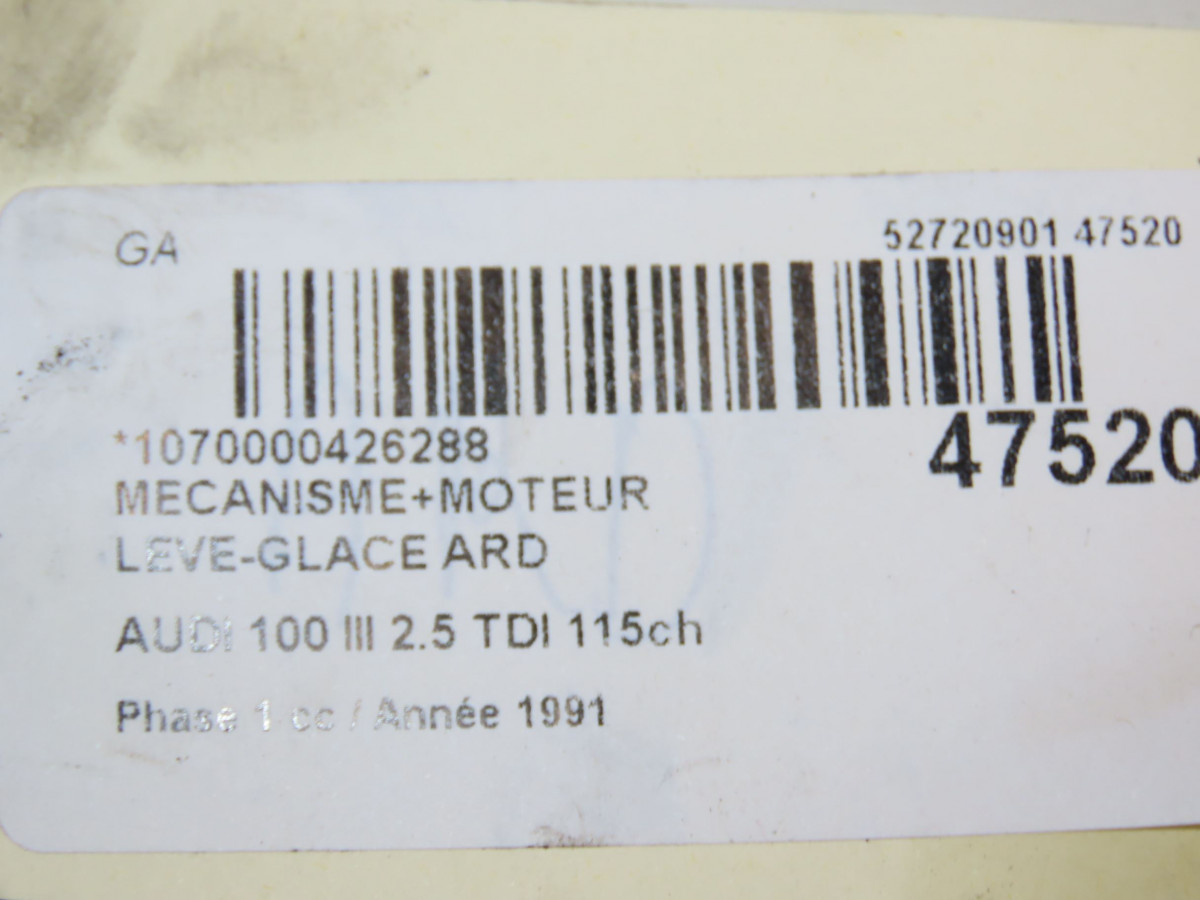 GA
52720901 47520
*1070000426288
47520
MECANISME+MOTEUR
LEVE-GLACE ARD
AUDI 100 III 2.5 TDI 115ch
Phase 1 cc / Année 1991